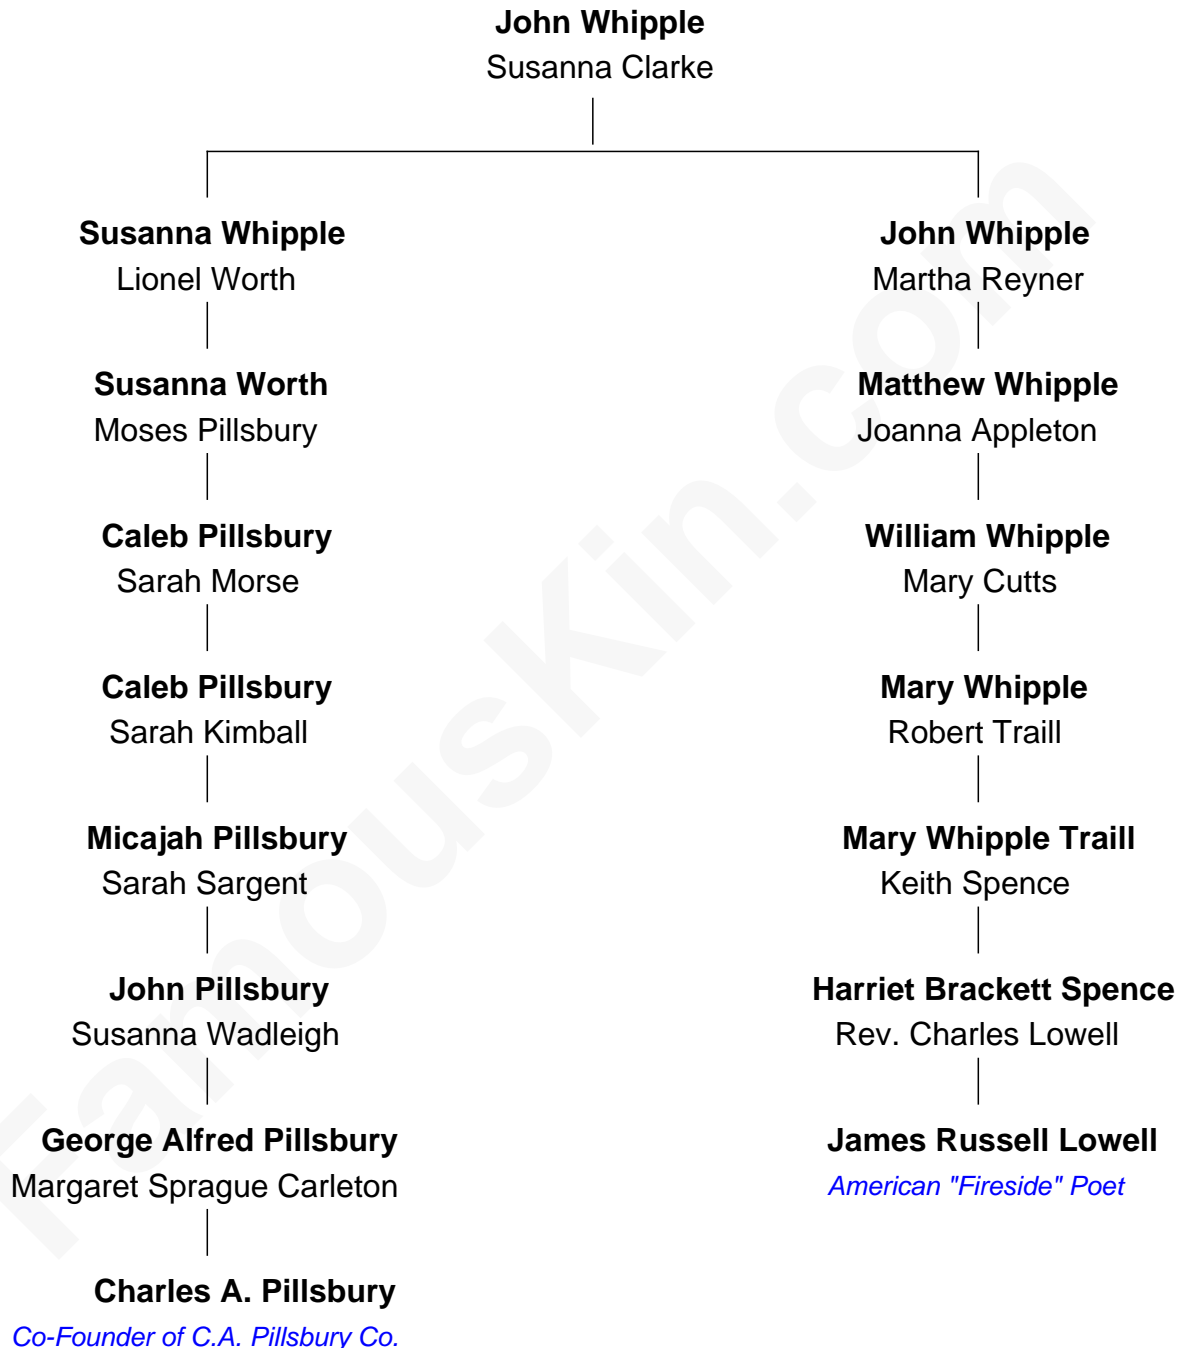 John Whipple
Susanna Clarke
Susanna Whipple
Lionel Worth
John Whipple
Martha Reyner
Susanna Worth
Moses Pillsbury
Matthew Whipple
Joanna Appleton
Caleb Pillsbury
Sarah Morse
William Whipple
Mary Cutts
Caleb Pillsbury
Sarah Kimball
Mary Whipple
Robert Traill
Micajah Pillsbury
Sarah Sargent
Mary Whipple Traill
Keith Spence
John Pillsbury
Susanna Wadleigh
Harriet Brackett Spence
Rev. Charles Lowell
George Alfred Pillsbury
Margaret Sprague Carleton
James Russell Lowell
American "Fireside" Poet
Charles A. Pillsbury
Co-Founder of C.A. Pillsbury Co.
FamousKin.com